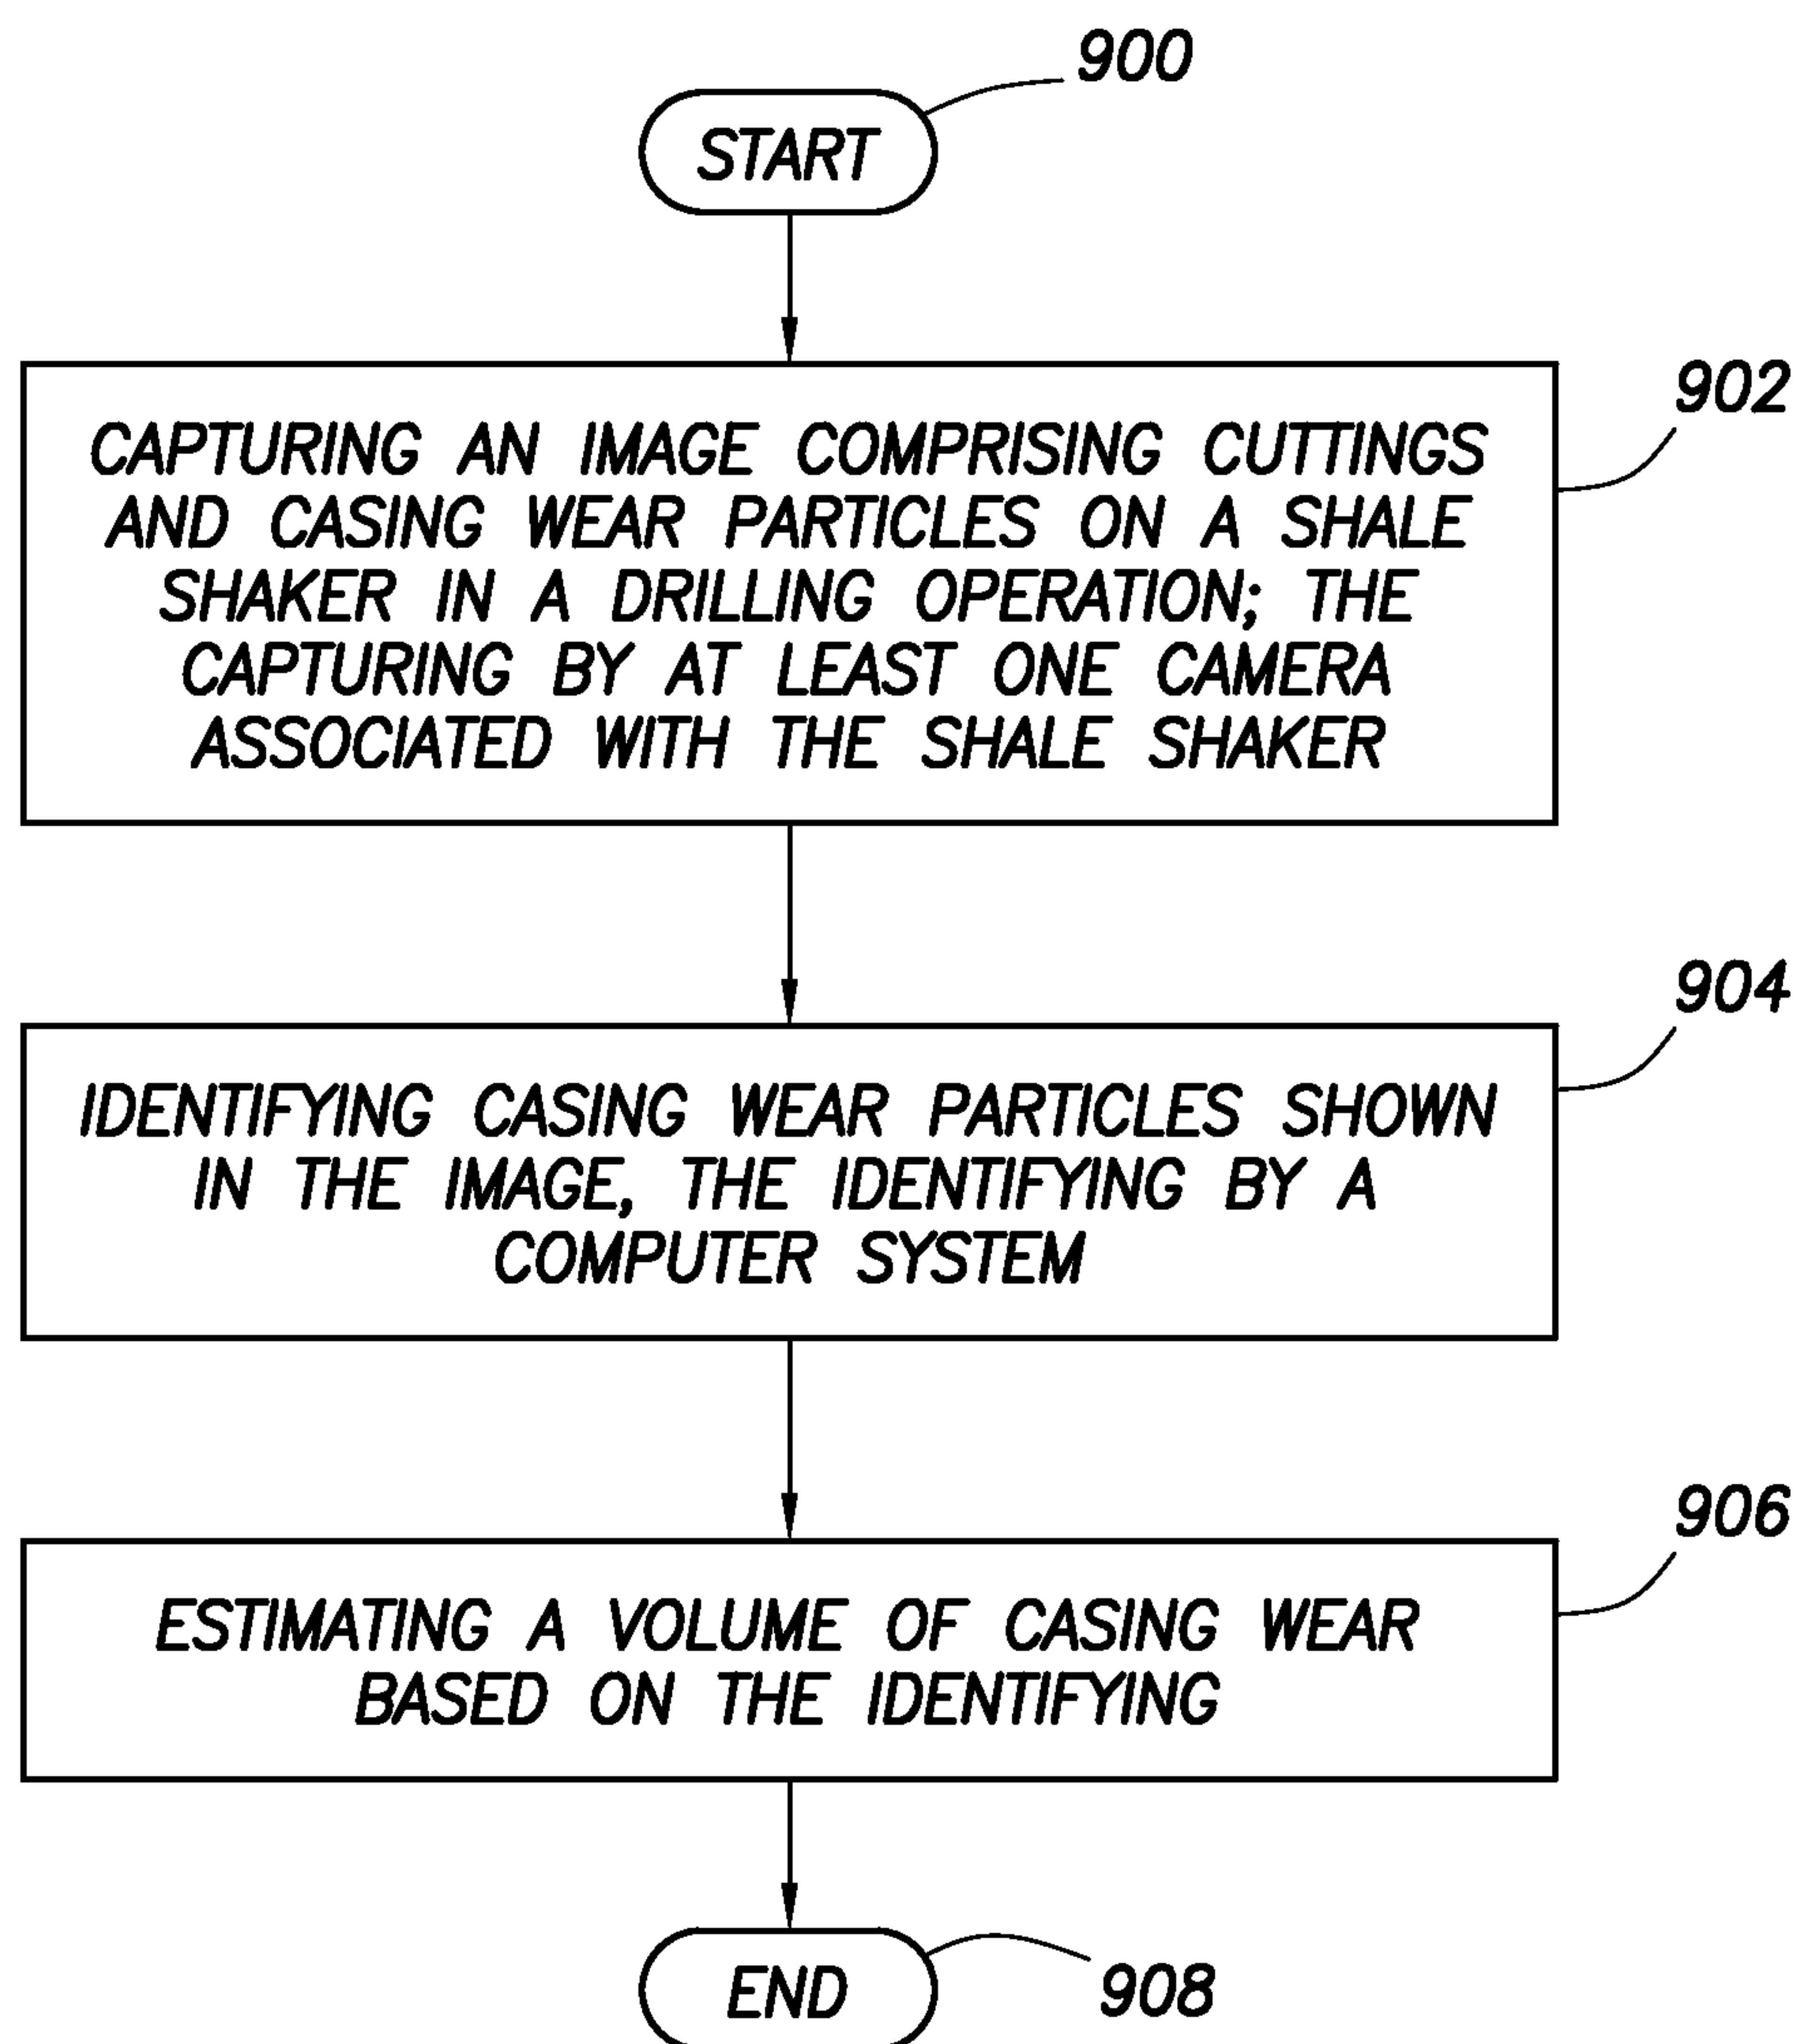 900
START
902
CAPTURING AN IMAGE COMPRISING CUTTINGS
AND CASING WEAR PARTICLES ON A SHALE
SHAKER IN A DRILLING OPERATION; THE
CAPTURING BY AT LEAST ONE CAMERA
ASSOCIATED WITH THE SHALE SHAKER
904
IDENTIFYING CASING WEAR PARTICLES SHOWN
IN THE IMAGE, THE IDENTIFYING BY A
COMPUTER SYSTEM
906
ESTIMATING A VOLUME OF CASING WEAR
BASED ON THE IDENTIFYING
END
908